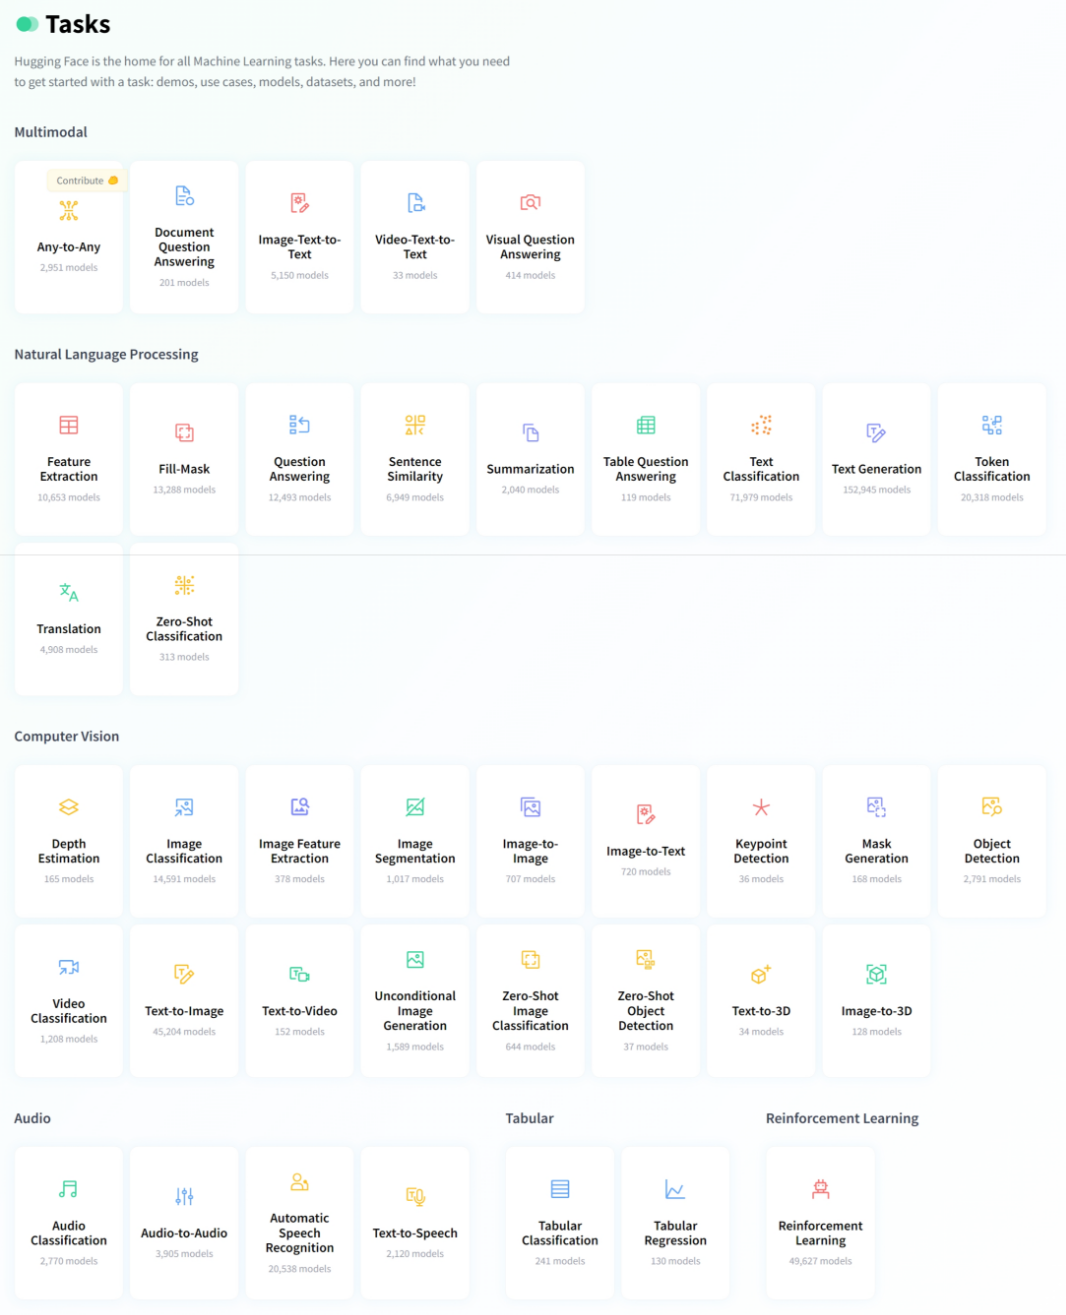 Tasks
Hugging Face is the home for all Machine Learning tasks. Here you can find what you need
to get started with a task: demos, use cases, models, datasets, and more!
Multimodal
Contribute
Any-to-Any
2,951 models
Document
Question
Answering
201 models
Image-Text-to-
Text
5,150 models
Video-Text-to-
Text
33 models
Visual Question
Answering
414 models
Natural Language Processing
Feature
Extraction
10,653 models
Fill-Mask
13,288 models
Question
Answering
12,493 models
Sentence
Similarity
6,949 models
Summarization
2,040 models
Table Question
Answering
119 models
Text
Classification
71,979 models
Text Generation
152,945 models
Token
Classification
20,318 models
Translation
4,908 models
Zero-Shot
Classification
313 models
Computer Vision
Depth
Estimation
165 models
Image
Classification
14,591 models
Image Feature
Extraction
378 models
Image
Segmentation
1,017 models
Image-to-
Image
707 models
Image-to-Text
720 models
Keypoint
Detection
36 models
Mask
Generation
168 models
Object
Detection
2,791 models
Video
Classification
1,208 models
Text-to-Image
45,204 models
Text-to-Video
152 models
Unconditional
Image
Generation
1,589 models
Zero-Shot
Image
Classification
644 models
Zero-Shot
Object
Detection
37 models
Text-to-3D
34 models
Image-to-3D
128 models
Audio
Audio
Classification
2,770 models
Audio-to-Audio
3,905 models
Automatic
Speech
Recognition
20,538 models
Text-to-Speech
2,120 models
Tabular
Tabular
Classification
241 models
Tabular
Regression
130 models
Reinforcement Learning
Reinforcement
Learning
49,627 models